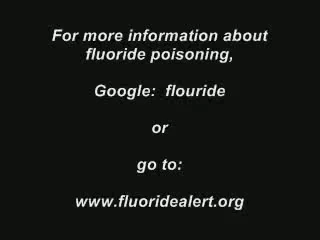 For more information about
fluoride poisoning,
Google: flouride
or
go to:
www.fluoridealert.org